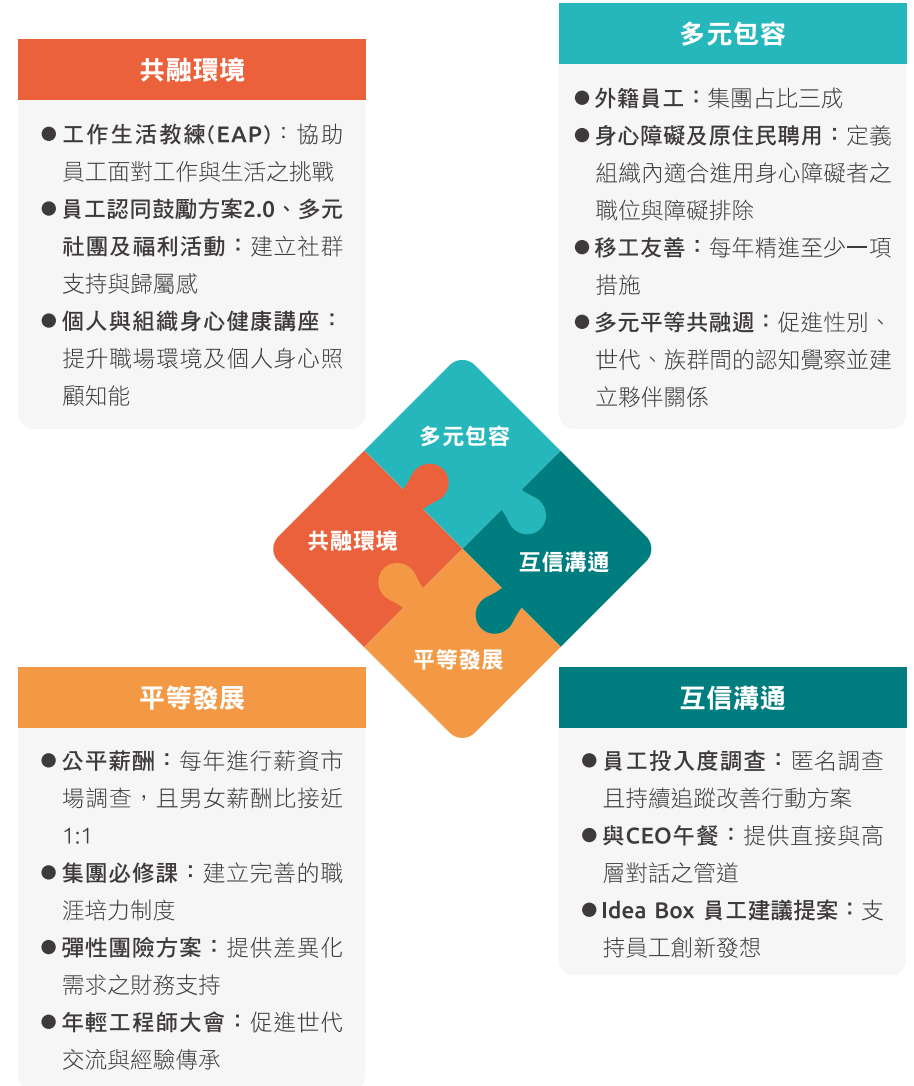 共融環境
●工作生活教練(EAP)：協助
員工面對工作與生活之挑戰
●員工認同鼓勵方案2.0、多元
社團及福利活動：建立社群
支持與歸屬感
●個人與組織身心健康講座：
提升職場環境及個人身心照
顧知能
多元包容
●外籍員工：集團占比三成
●身心障礙及原住民聘用：定義
組織內適合進用身心障礙者之
職位與障礙排除
●移工友善：每年精進至少一項
措施
●多元平等共融週：促進性別、
世代、族群間的認知覺察並建
立夥伴關係
多元包容
共融環境
互信溝通
平等發展
平等發展
●公平薪酬：每年進行薪資市
場調查，且男女薪酬比接近
1:1
●集團必修課：建立完善的職
涯培力制度
●彈性團險方案：提供差異化
需求之財務支持
●年輕工程師大會：促進世代
交流與經驗傳承
互信溝通
●員工投入度調查：匿名調查
且持續追蹤改善行動方案
●與CEO午餐：提供直接與高
層對話之管道
●Idea Box 員工建議提案：支
持員工創新發想